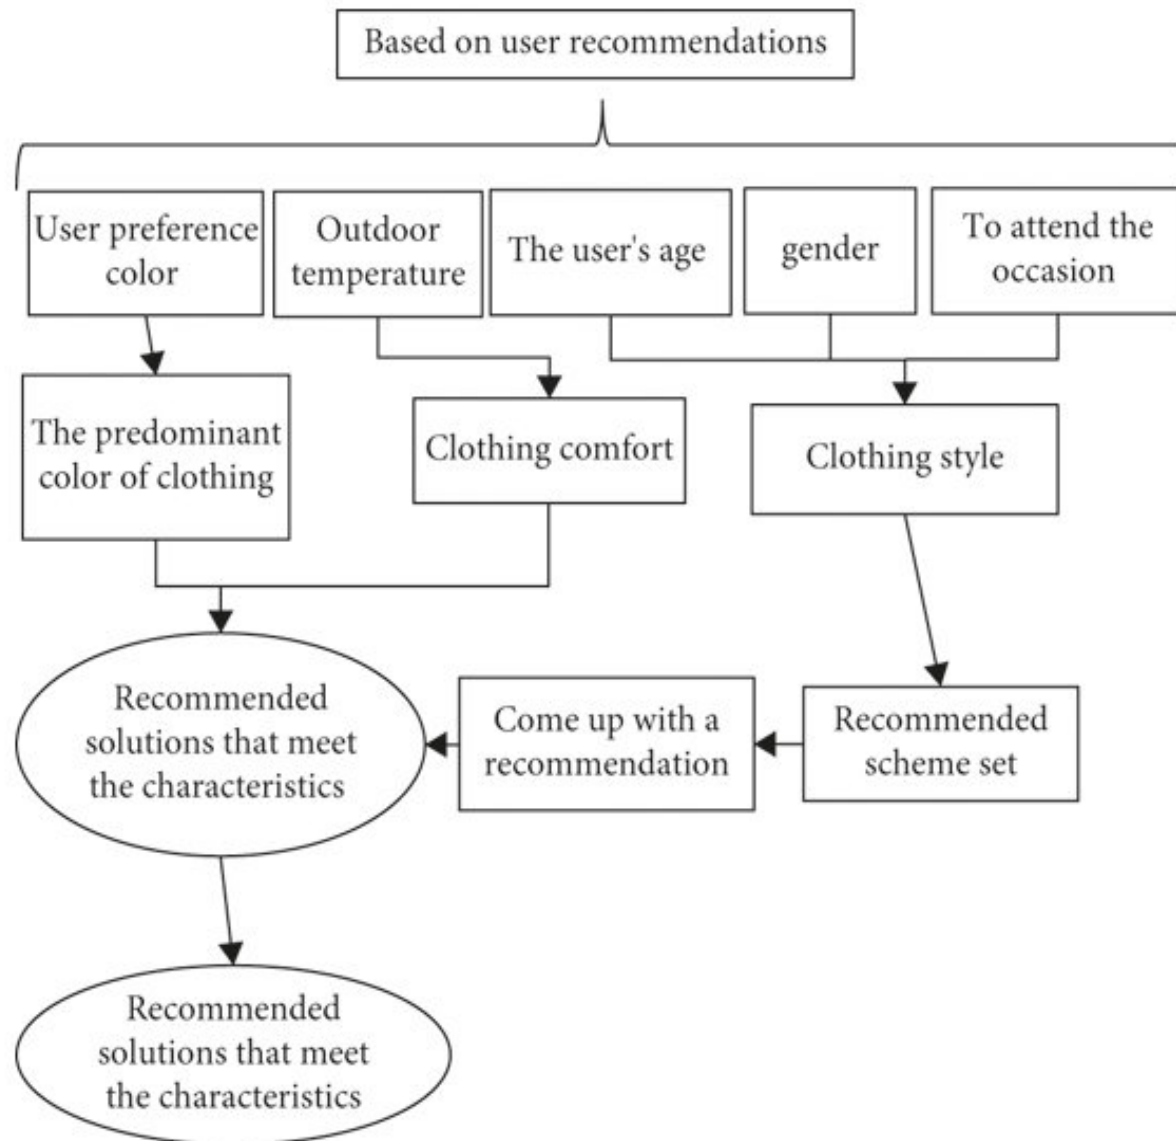 Based on user recommendations
User preference
color
Outdoor
temperature
The user's age
gender
To attend the
occasion
The predominant
color of clothing
Clothing comfort
Clothing style
Recommended
solutions that meet
the characteristics
Come up with a
recommendation
Recommended
scheme set
Recommended
solutions that meet
the characteristics